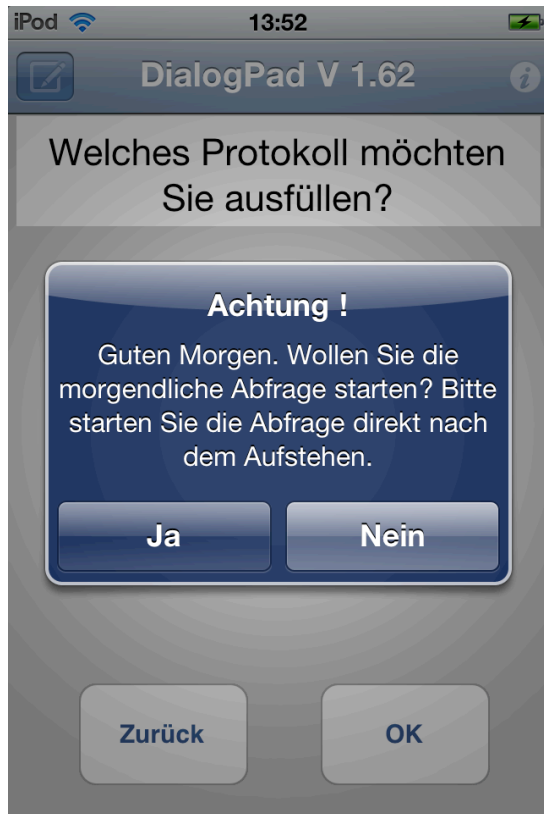 iPod 13:52
DialogPad V 1.62
Welches Protokoll möchten
Sie ausfüllen?
Achtung !
Guten Morgen. Wollen Sie die
morgendliche Abfrage starten? Bitte
starten Sie die Abfrage direkt nach
dem Aufstehen.
Ja Nein
Zurück OK